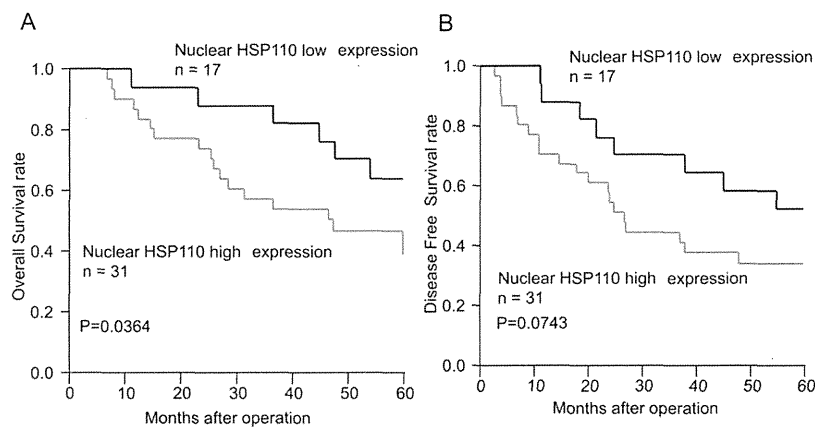 A
Nuclear HSP110 low expression
n = 17
1.0
0.8
0.6
0.4
0.2
0.0
Overall Survival rate
Nuclear HSP110 high expression
n = 31
P=0.0364
0 10 20 30 40 50 60
Months after operation
B
Nuclear HSP110 low expression
n = 17
1.0
0.8
0.6
0.4
0.2
0.0
Disease Free Survival rate
Nuclear HSP110 high expression
n = 31
P=0.0743
0 10 20 30 40 50 60
Months after operation